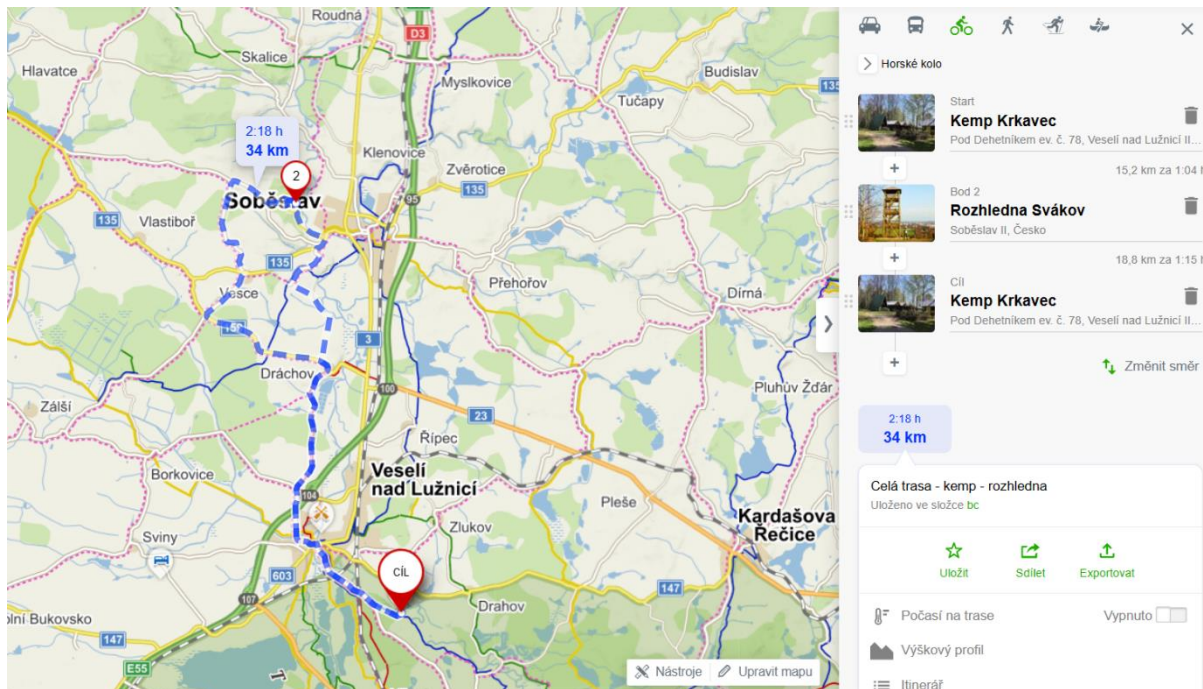 Roudná
D3
Skalice
Hlavatce
135
Myslkovice
Budislav
135
Tučapy
2:18 h
34 km
Klenovice
2
Zvěrotice
135
Soběslav
95
135
Vlastiboř
135
Přehořov
Vesce
Dírná
159
3
Dráchov
100
Pluhův Žďár
Zálší
23
Řípec
Borkovice
Veselí
nad Lužnicí
104
Pleše
Kardašova
Řečice
Sviny
Zlukov
CÍL
603
147
107
Drahov
olní Bukovsko
147
E55
Nástroje
Upravit mapu
Horské kolo
Start
Kemp Krkavec
Pod Dehetníkem ev. č. 78, Veselí nad Lužnicí II...
15,2 km za 1:04 h
Bod 2
Rozhledna Svákov
Soběslav II, Česko
18,8 km za 1:15 h
Cíl
Kemp Krkavec
Pod Dehetníkem ev. č. 78, Veselí nad Lužnicí II...
Změnit směr
2:18 h
34 km
Celá trasa - kemp - rozhledna
Uloženo ve složce bc
Uložit Sdílet Exportovat
Počasí na trase Vypnuto
Výškový profil
Itinerář